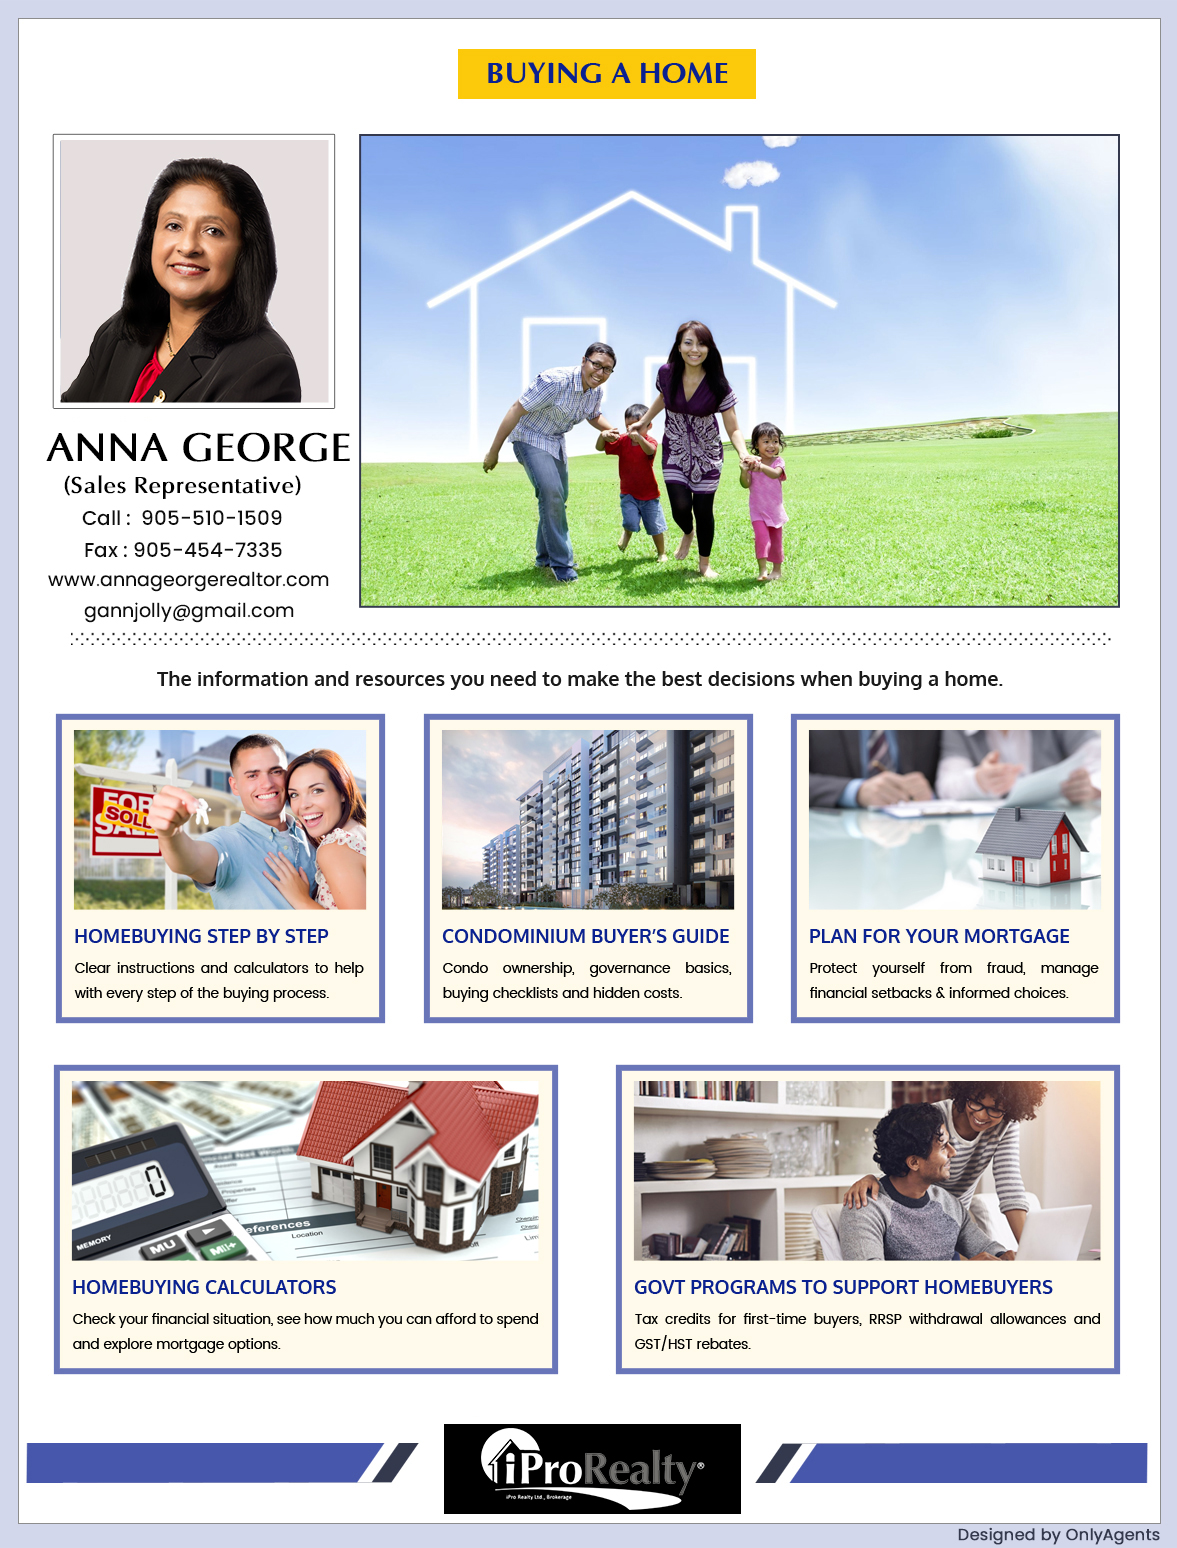 BUYING A HOME
ANNA GEORGE
(Sales Representative)
Call : 905-510-1509
Fax : 905-454-7335
www.annageorgerealtor.com
gannjolly@gmail.com
The information and resources you need to make the best decisions when buying a home.
FOR
SOLD
SALE
HOMEBUYING STEP BY STEP
Clear instructions and calculators to help
with every step of the buying process.
CONDOMINIUM BUYER'S GUIDE
Condo ownership, governance basics,
buying checklists and hidden costs.
PLAN FOR YOUR MORTGAGE
Protect yourself from fraud, manage
financial setbacks & informed choices.
0
MEMORY
MU
MII+
eferences
Location
HOMEBUYING CALCULATORS
Check your financial situation, see how much you can afford to spend
and explore mortgage options.
GOVT PROGRAMS TO SUPPORT HOMEBUYERS
Tax credits for first-time buyers, RRSP withdrawal allowances and
GST/HST rebates.
iProRealty®
iPro Realty Ltd., Brokerage
Designed by OnlyAgents